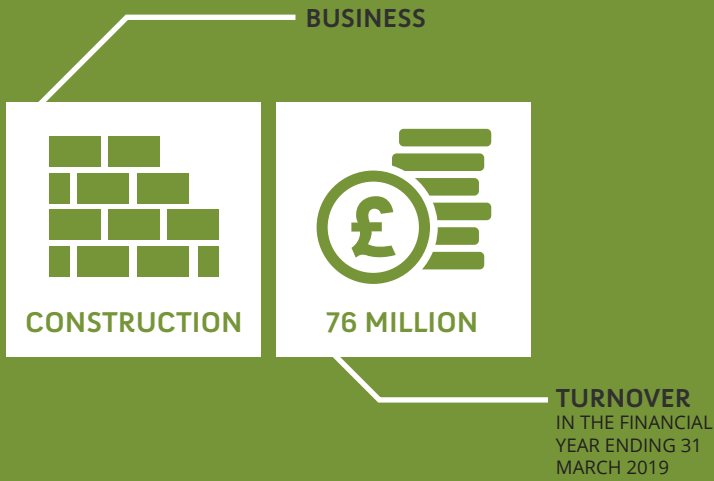 BUSINESS
£
CONSTRUCTION
76 MILLION
TURNOVER
IN THE FINANCIAL
YEAR ENDING 31
MARCH 2019